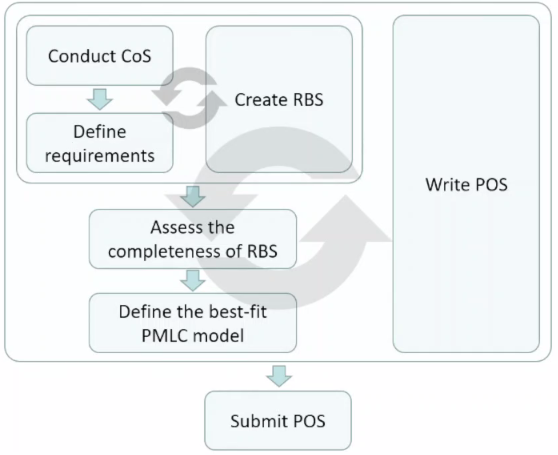 Conduct CoS
Define
requirements
Create RBS
Assess the
completeness of RBS
Define the best-fit
PMLC model
Write POS
Submit POS